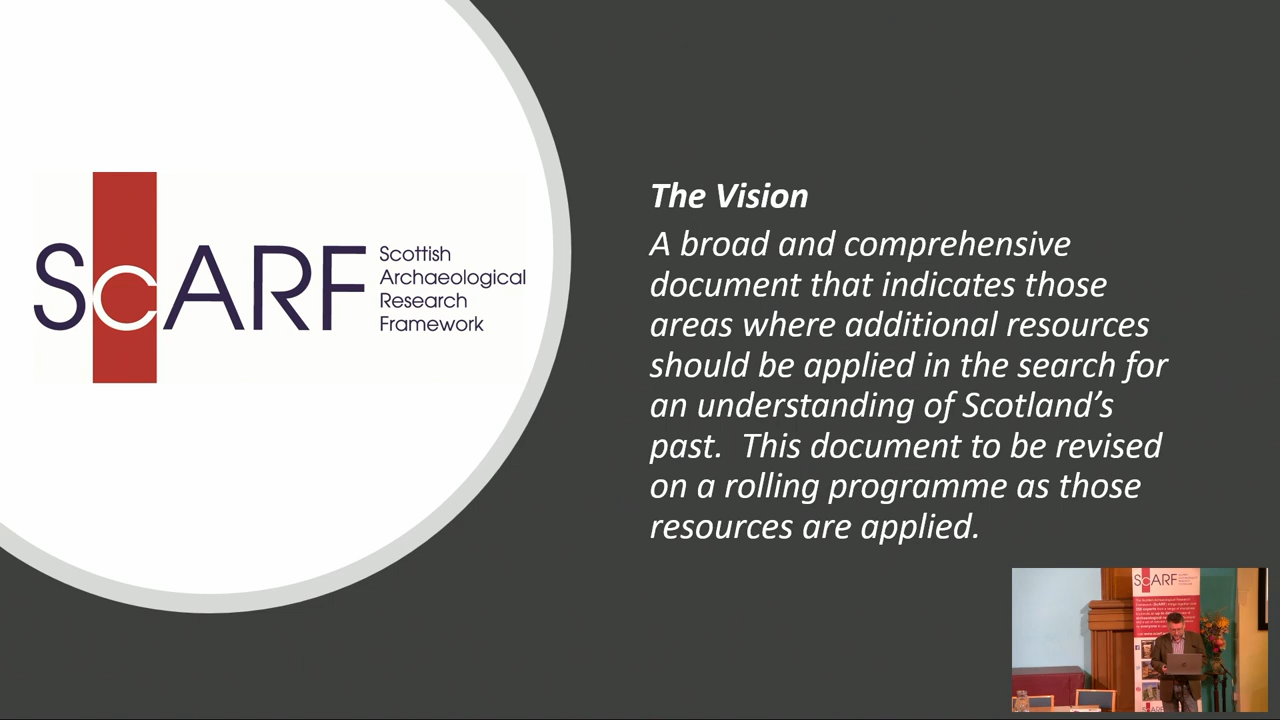 ScARF
Scottish
Archaeological
Research
Framework
The Vision
A broad and comprehensive
document that indicates those
areas where additional resources
should be applied in the search for
an understanding of Scotland’s
past.  This document to be revised
on a rolling programme as those
resources are applied.
ScARF